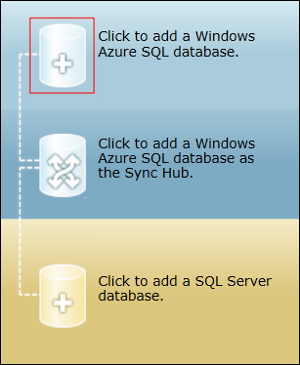 Click to add a Windows
Azure SQL database.
Click to add a Windows
Azure SQL database as
the Sync Hub.
Click to add a SQL Server
database.